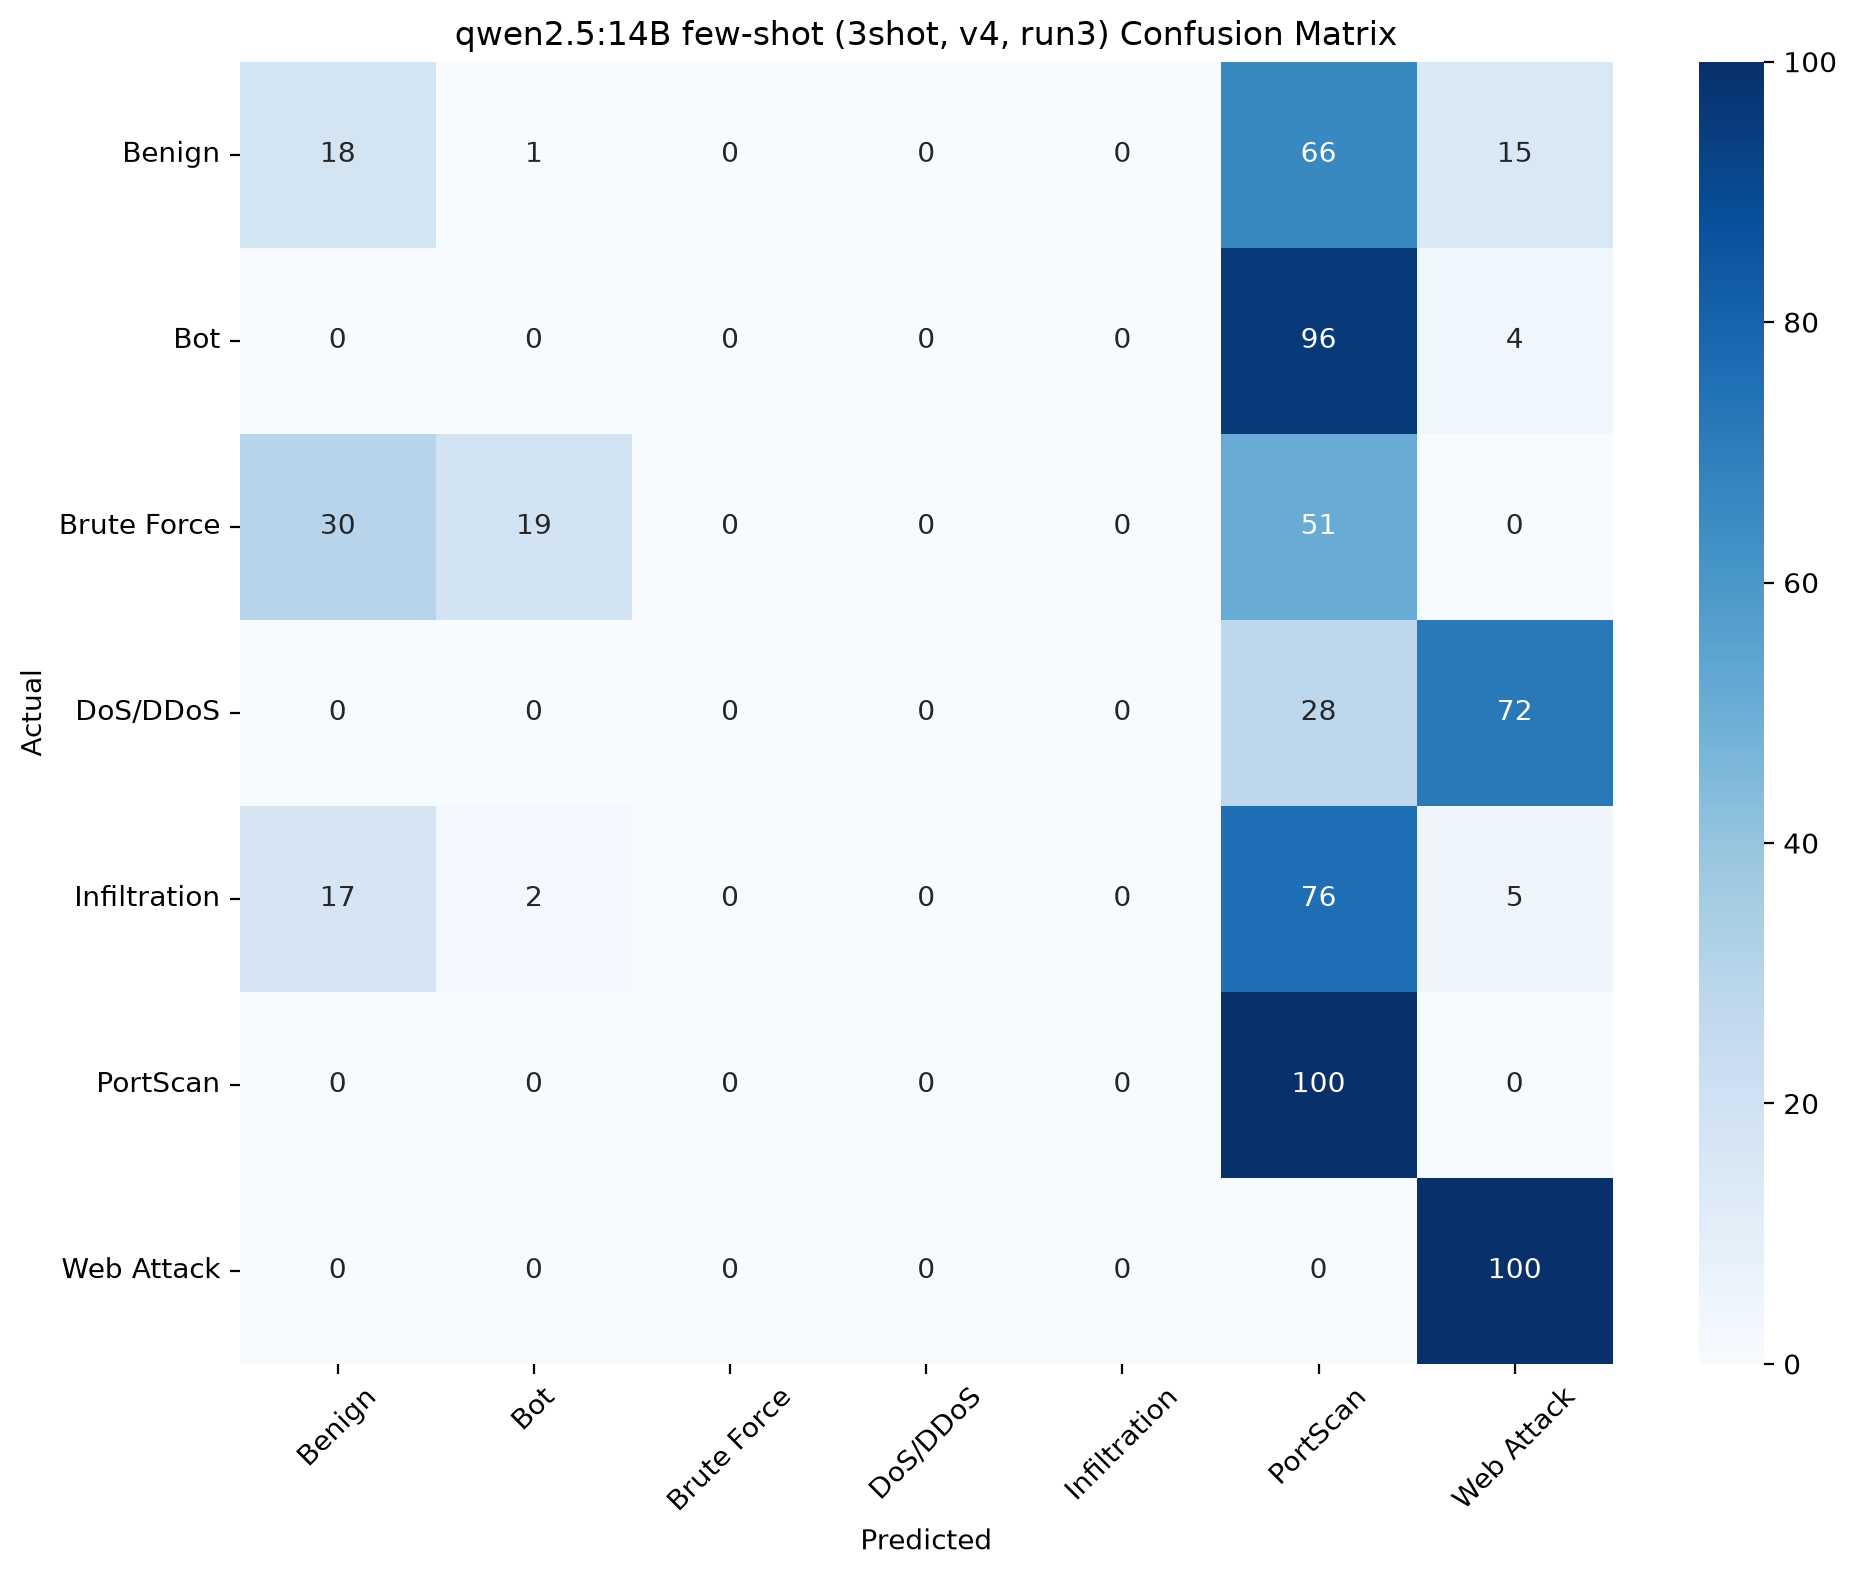 qwen2.5:14B few-shot (3shot, v4, run3) Confusion Matrix
Benign 18 1 0 0 0 66 15
Bot 0 0 0 0 0 96 4
Brute Force 30 19 0 0 0 51 0
DoS/DDoS 0 0 0 0 0 28 72
Infiltration 17 2 0 0 0 76 5
PortScan 0 0 0 0 0 100 0
Web Attack 0 0 0 0 0 0 100
Actual
Benign Bot Brute Force DoS/DDoS Infiltration PortScan Web Attack
Predicted
100
80
60
40
20
0